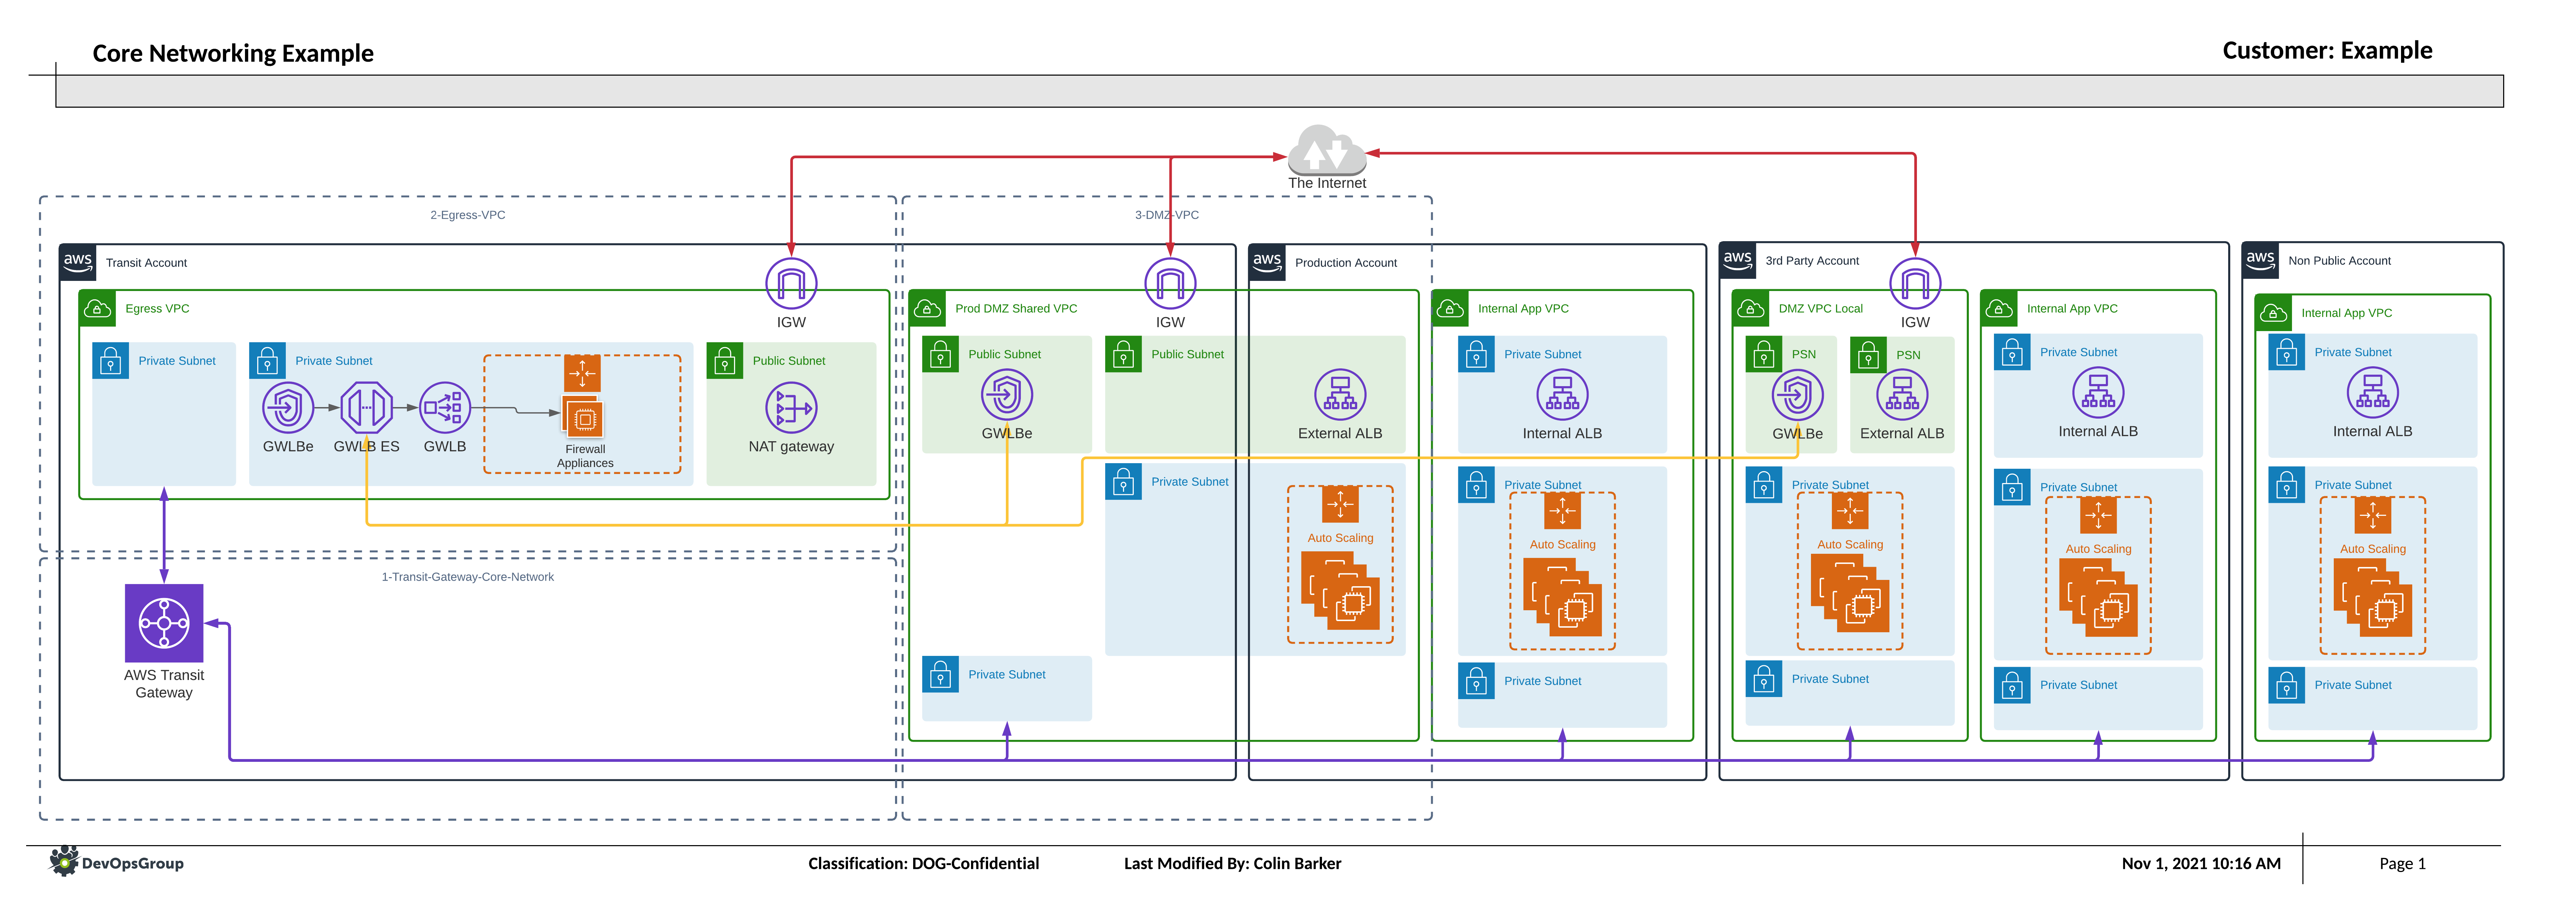 Core Networking Example
Customer: Example
The Internet
2-Egress-VPC
3-DMZ-VPC
aws
Transit Account
aws
Production Account
aws
3rd Party Account
aws
Non Public Account
Egress VPC
IGW
Prod DMZ Shared VPC
IGW
Internal App VPC
DMZ VPC Local
IGW
Internal App VPC
Internal App VPC
Private Subnet
Private Subnet
Public Subnet
Public Subnet
Public Subnet
Private Subnet
PSN
PSN
Private Subnet
Private Subnet
GWLBe
GWLB ES
GWLB
Firewall
Appliances
NAT gateway
GWLBe
External ALB
Internal ALB
GWLBe
External ALB
Internal ALB
Internal ALB
Private Subnet
Private Subnet
Private Subnet
Private Subnet
Private Subnet
Auto Scaling
Auto Scaling
Auto Scaling
Auto Scaling
Auto Scaling
1-Transit-Gateway-Core-Network
AWS Transit
Gateway
Private Subnet
Private Subnet
Private Subnet
Private Subnet
Private Subnet
DevOpsGroup
Classification: DOG-Confidential
Last Modified By: Colin Barker
Nov 1, 2021 10:16 AM
Page 1